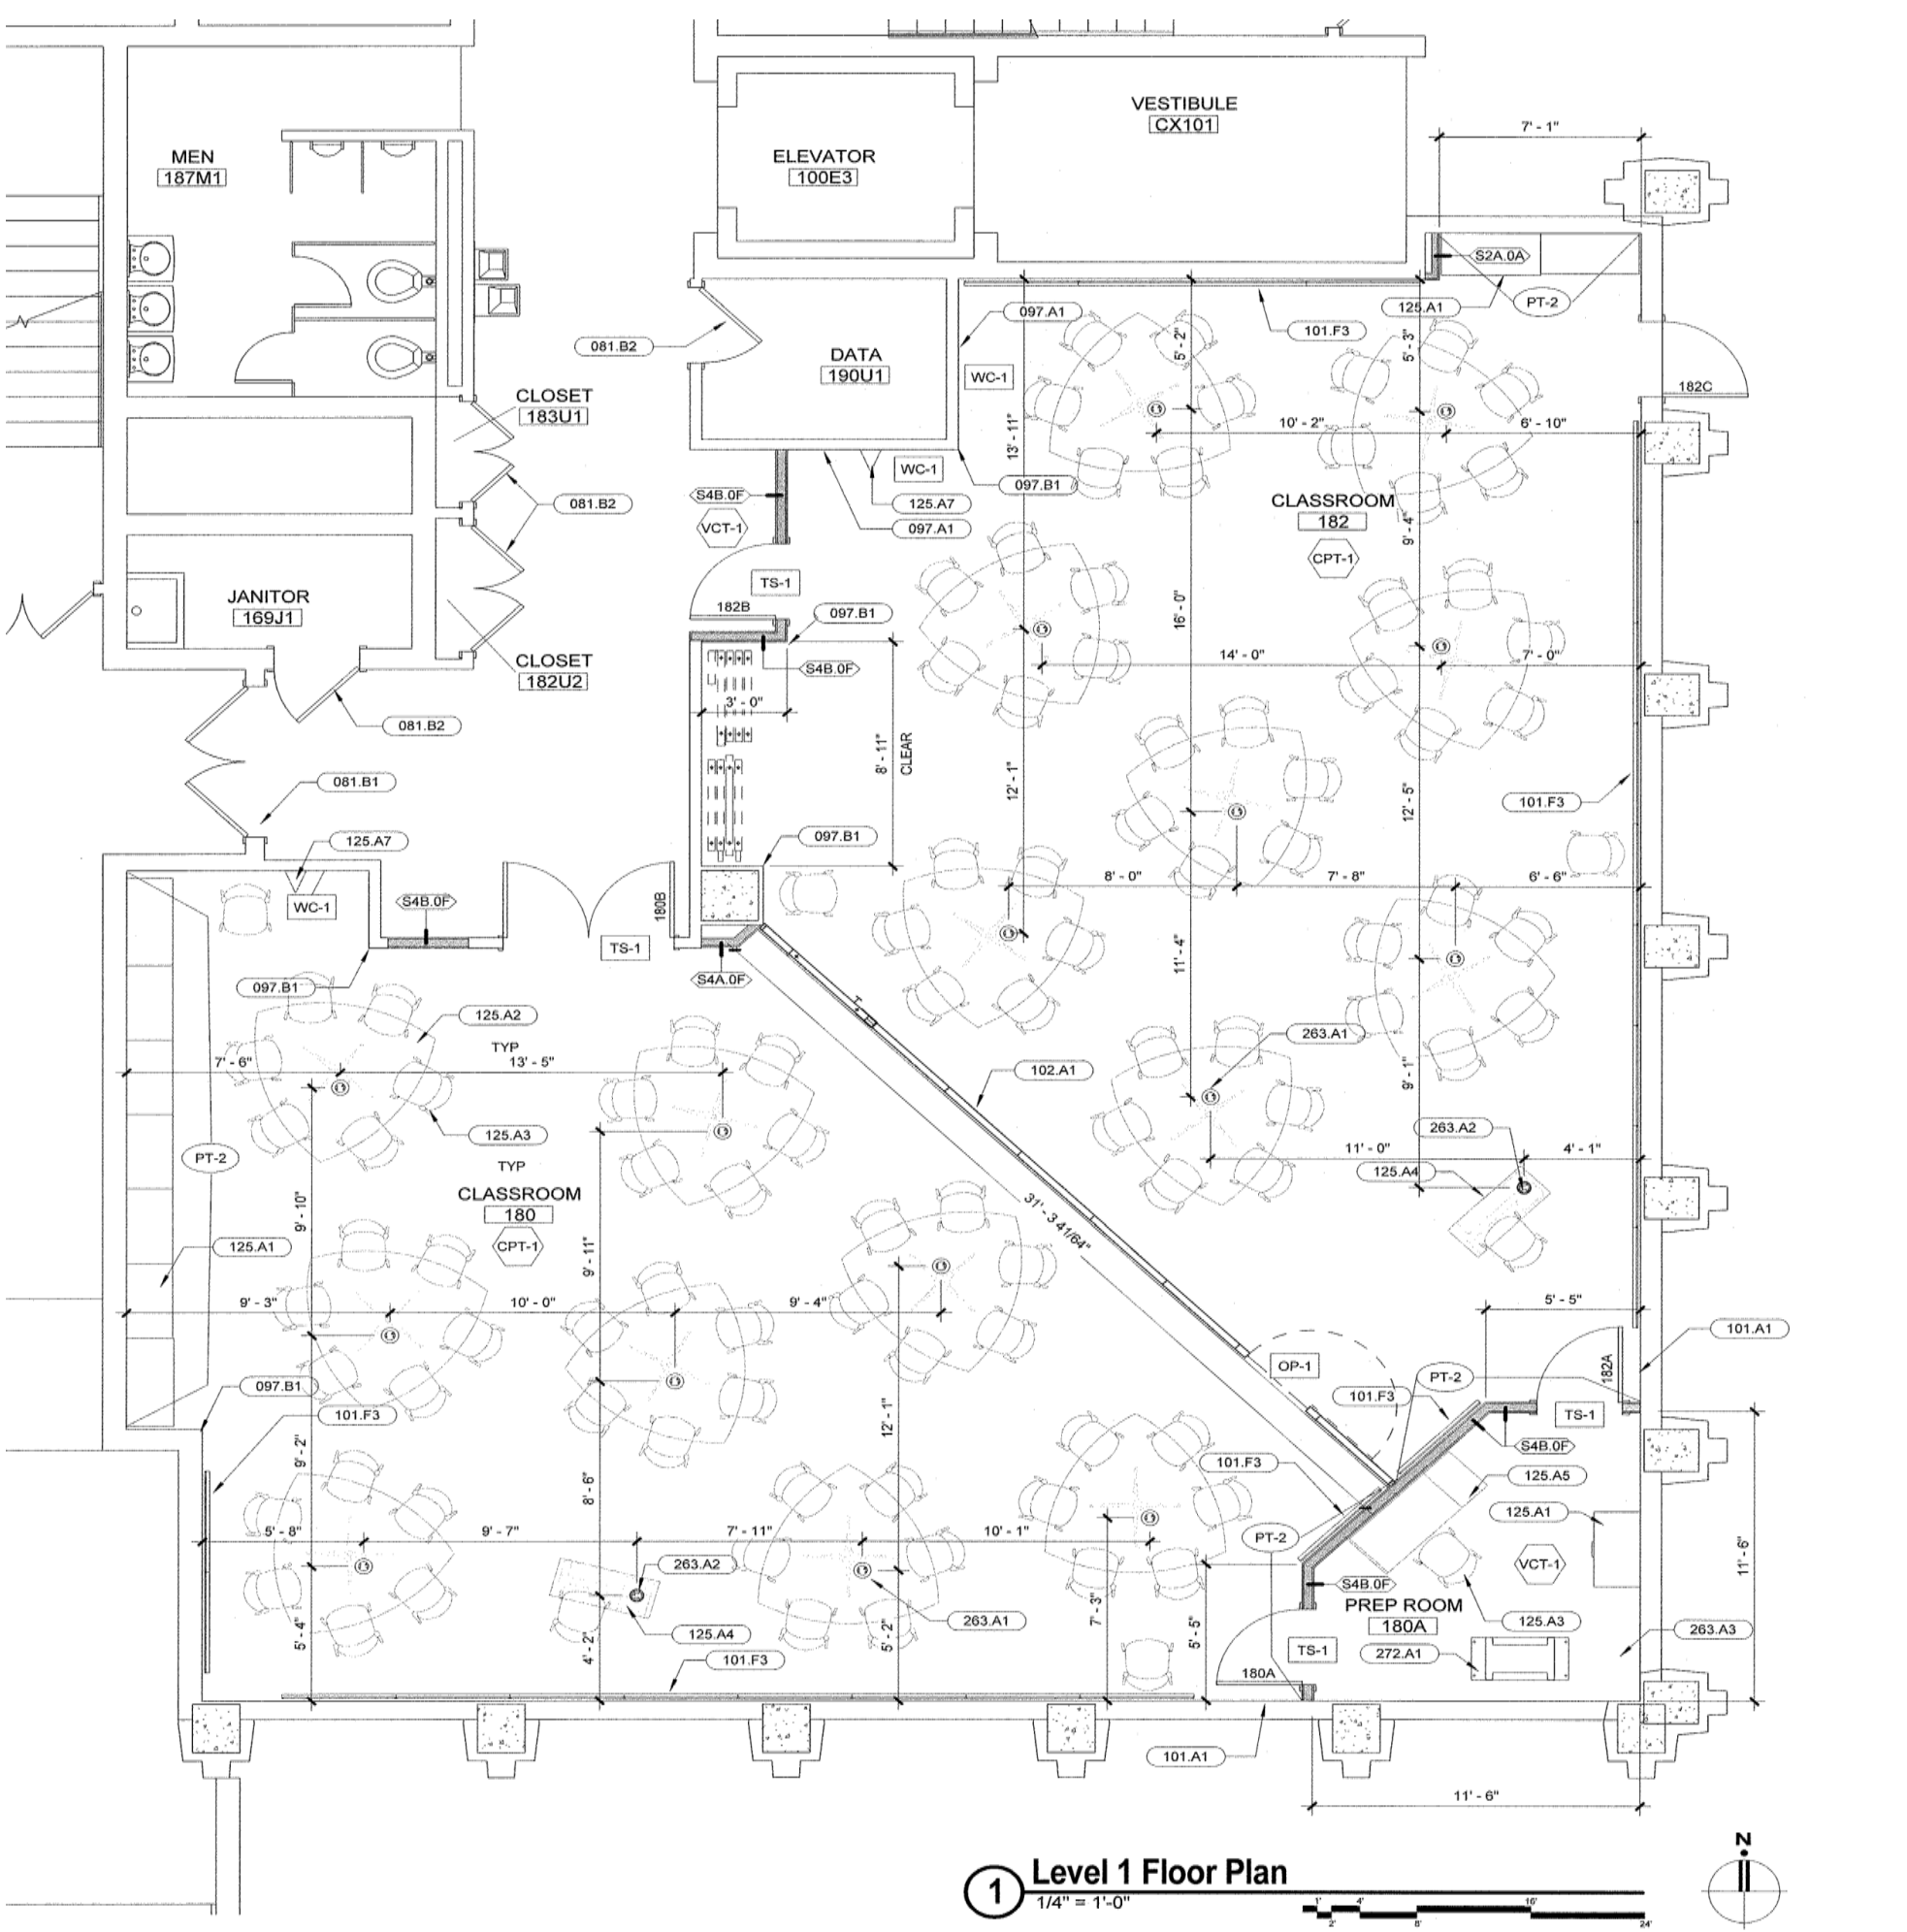 VESTIBULE
CX101
7' - 1"
MEN
187M1
ELEVATOR
100E3
S2A.0A
125.A1
PT-2
097.A1
101.F3
081.B2
5' - 2"
5' - 3"
DATA
190U1
WC-1
182C
CLOSET
183U1
10' - 2"
6' - 10"
13' - 11"
WC-1
097.B1
S4B.0F
125.A7
081.B2
CLASSROOM
182
VCT-1
097.A1
9' - 4"
CPT-1
TS-1
JANITOR
169J1
182B
097.B1
16' - 0"
CLOSET
182U2
S4B.0F
14' - 0"
7' - 0"
3' - 0"
081.B2
8' - 11"
CLEAR
081.B1
12' - 1"
12' - 5"
101.F3
125.A7
097.B1
8' - 0"
7' - 8"
6' - 6"
WC-1
S4B.0F
180B
TS-1
097.B1
S4A.0F
11' - 4"
125.A2
TYP
7' - 6"
13' - 5"
263.A1
102.A1
9' - 1"
125.A3
TYP
263.A2
PT-2
11' - 0"
4' - 1"
125.A4
CLASSROOM
180
CPT-1
9' - 10"
31' - 3 41/64"
125.A1
9' - 11"
9' - 3"
10' - 0"
9' - 4"
5' - 5"
101.A1
OP-1
182A
PT-2
097.B1
101.F3
101.F3
TS-1
12' - 1"
S4B.0F
9' - 2"
101.F3
125.A5
8' - 6"
125.A1
5' - 8"
9' - 7"
7' - 11"
10' - 1"
PT-2
263.A2
VCT-1
11' - 6"
S4B.0F
PREP ROOM
180A
7' - 3"
263.A1
125.A3
125.A4
5' - 4"
4' - 2"
5' - 2"
5' - 5"
TS-1
272.A1
263.A3
101.F3
180A
101.A1
11' - 6"
N
1
Level 1 Floor Plan
1/4" = 1'-0"
1' 4' 16'
2' 8' 24'